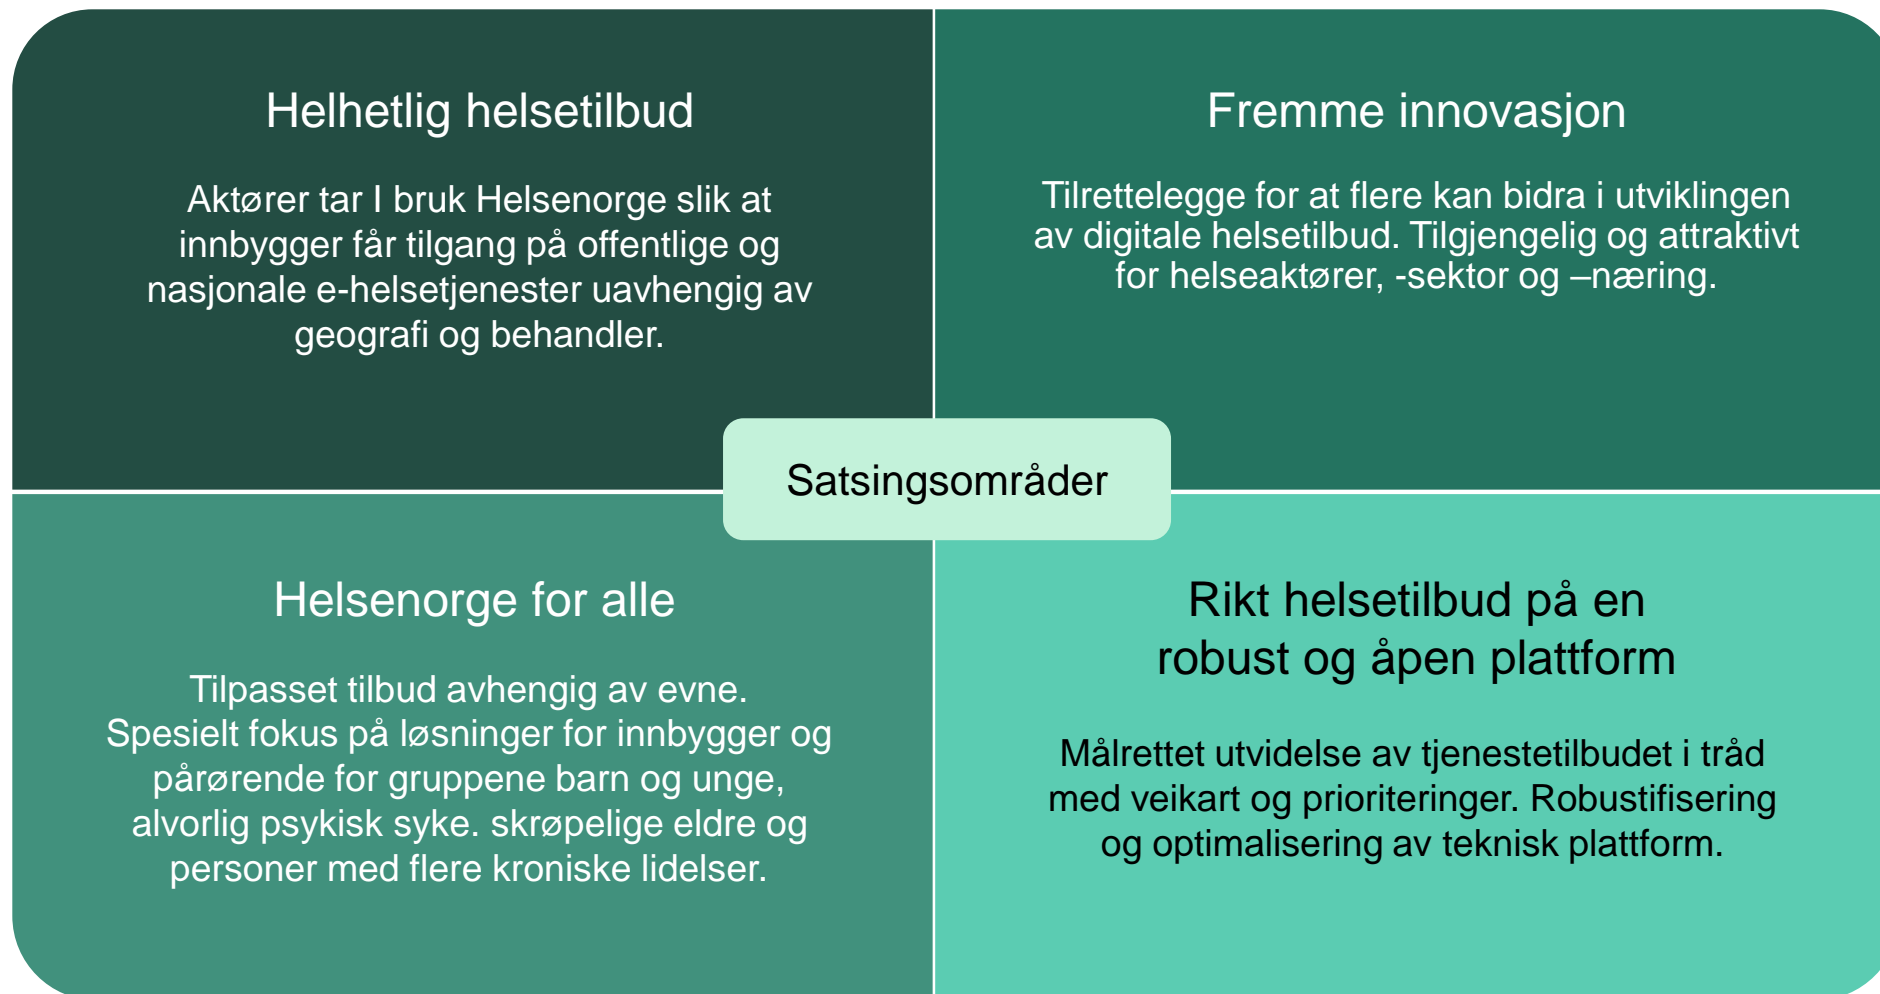 Helhetlig helsetilbud
Aktører tar I bruk Helsenorge slik at
innbygger får tilgang på offentlige og
nasjonale e-helsetjenester uavhengig av
geografi og behandler.
Fremme innovasjon
Tilrettelegge for at flere kan bidra i utviklingen
av digitale helsetilbud. Tilgjengelig og attraktivt
for helseaktører, -sektor og –næring.
Satsingsområder
Helsenorge for alle
Tilpasset tilbud avhengig av evne.
Spesielt fokus på løsninger for innbygger og
pårørende for gruppene barn og unge,
alvorlig psykisk syke. skrøpelige eldre og
personer med flere kroniske lidelser.
Rikt helsetilbud på en
robust og åpen plattform
Målrettet utvidelse av tjenestetilbudet i tråd
med veikart og prioriteringer. Robustifisering
og optimalisering av teknisk plattform.